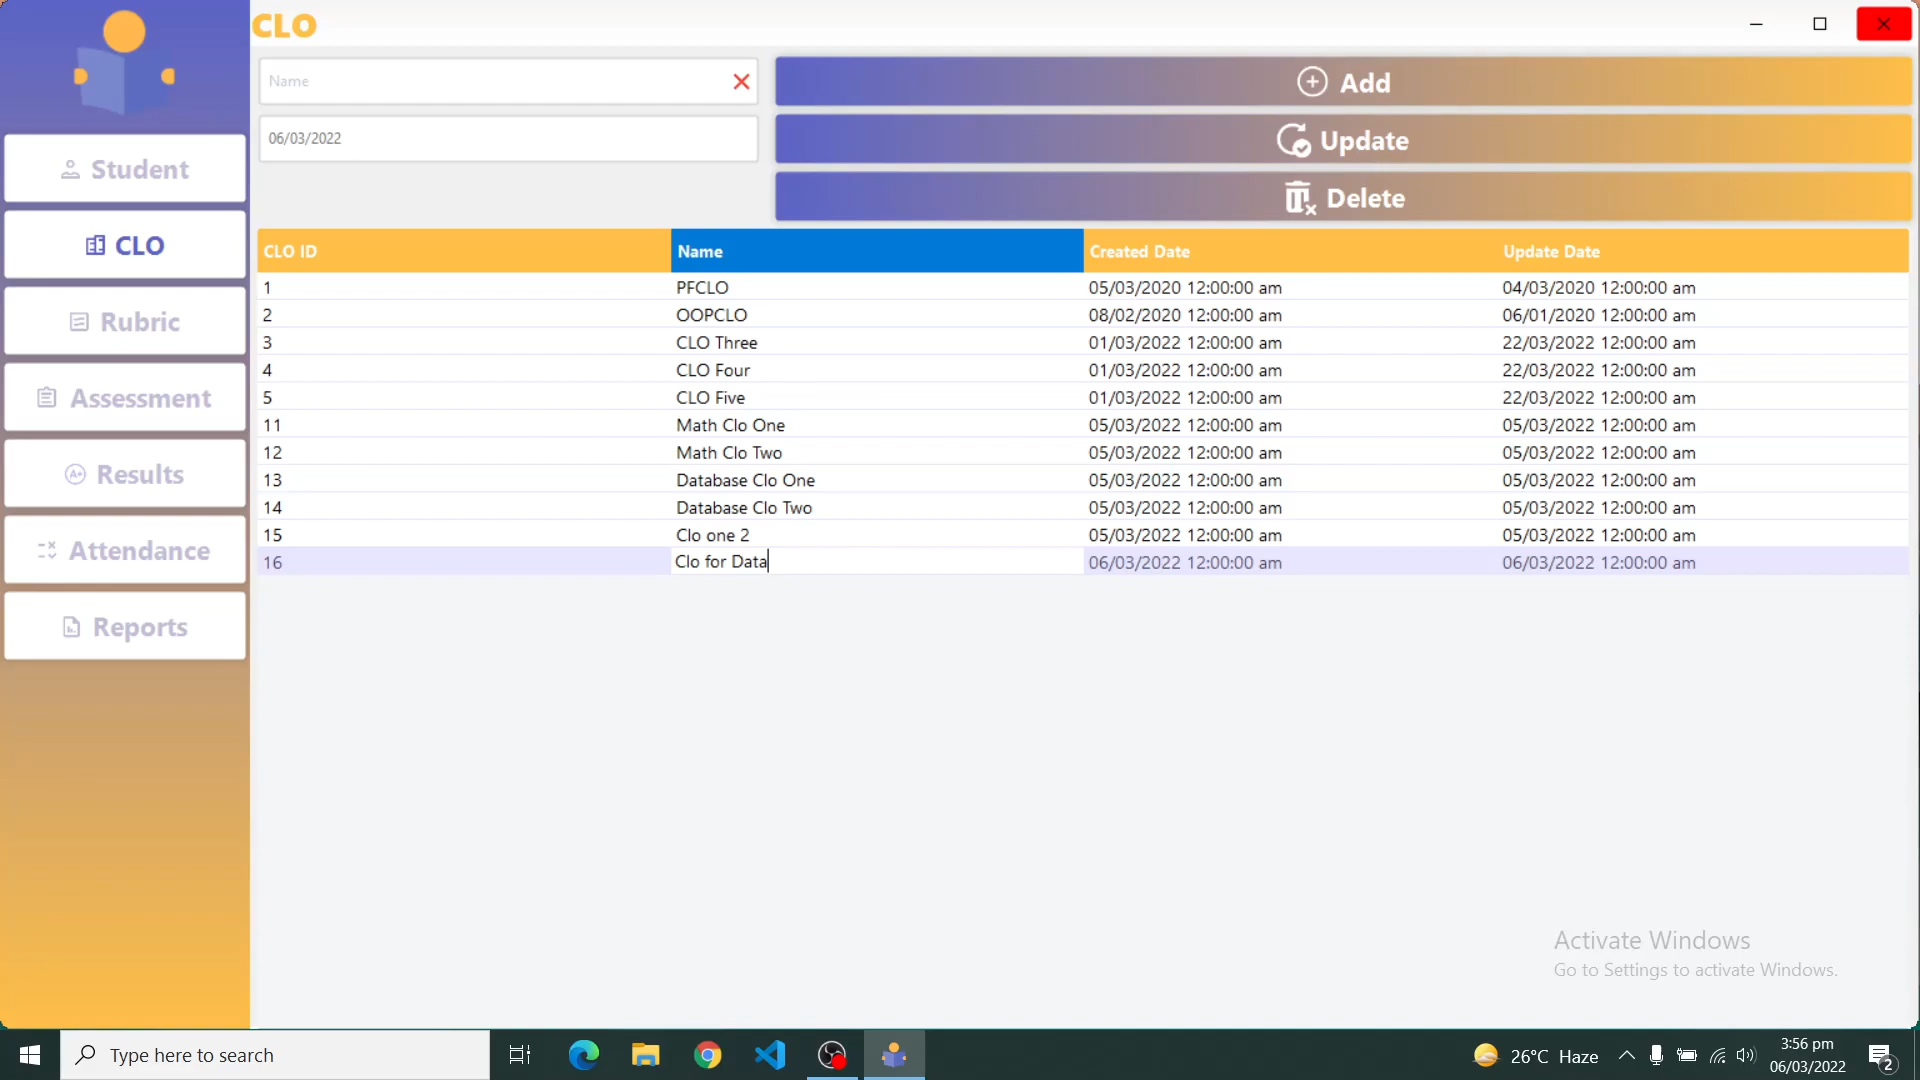 CLO
Name
Add
06/03/2022
Update
Delete
Student
CLO
Rubric
Assessment
Results
Attendance
Reports
CLO ID Name Created Date Update Date
1 PFCLO 05/03/2020 12:00:00 am 04/03/2020 12:00:00 am
2 OOPCLO 08/02/2020 12:00:00 am 06/01/2020 12:00:00 am
3 CLO Three 01/03/2022 12:00:00 am 22/03/2022 12:00:00 am
4 CLO Four 01/03/2022 12:00:00 am 22/03/2022 12:00:00 am
5 CLO Five 01/03/2022 12:00:00 am 22/03/2022 12:00:00 am
11 Math Clo One 05/03/2022 12:00:00 am 05/03/2022 12:00:00 am
12 Math Clo Two 05/03/2022 12:00:00 am 05/03/2022 12:00:00 am
13 Database Clo One 05/03/2022 12:00:00 am 05/03/2022 12:00:00 am
14 Database Clo Two 05/03/2022 12:00:00 am 05/03/2022 12:00:00 am
15 Clo one 2 05/03/2022 12:00:00 am 05/03/2022 12:00:00 am
16 Clo for Data 06/03/2022 12:00:00 am 06/03/2022 12:00:00 am
Activate Windows
Go to Settings to activate Windows.
Type here to search
26°C Haze
3:56 pm
06/03/2022
2